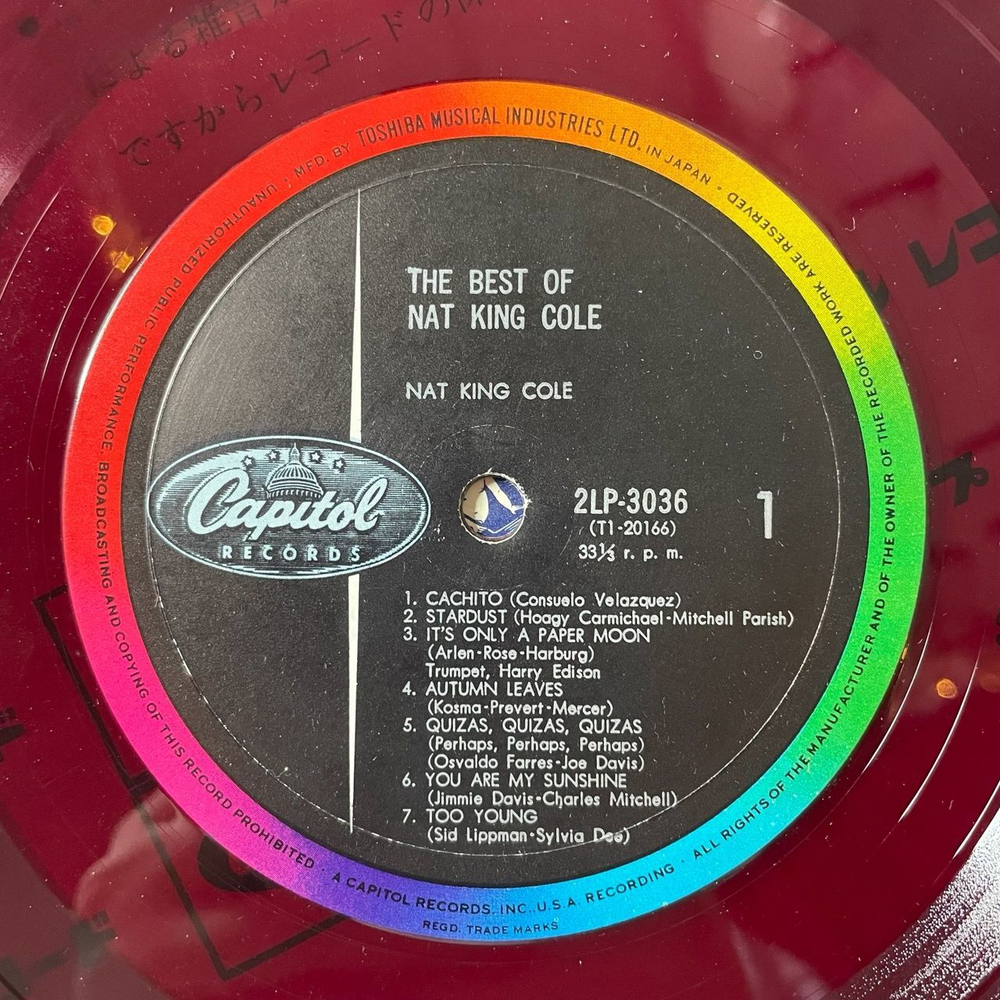 による雑音
ですからレコードの
MFD. BY TOSHIBA MUSICAL INDUSTRIES LTD. IN JAPAN
ALL RIGHTS OF THE MANUFACTURER AND OF THE OWNER OF THE RECORDED WORK ARE RESERVED
UNAUTHORIZED PUBLIC PERFORMANCE. BROADCASTING AND COPYING OF THIS RECORD PROHIBITED
A CAPITOL RECORDS. INC., U.S.A. RECORDING
REGD. TRADE MARKS
THE BEST OF
NAT KING COLE
NAT KING COLE
Capitol
RECORDS
2LP-3036
(T1-20166)
33⅓ r. p. m.
1
1. CACHITO (Consuelo Velazquez)
2. STARDUST (Hoagy Carmichael-Mitchell Parish)
3. IT'S ONLY A PAPER MOON
(Arlen-Rose-Harburg)
Trumpet, Harry Edison
4. AUTUMN LEAVES
(Kosma-Prevert-Mercer)
5. QUIZAS, QUIZAS, QUIZAS
(Perhaps, Perhaps, Perhaps)
(Osvaldo Farres-Joe Davis)
6. YOU ARE MY SUNSHINE
(Jimmie Davis-Charles Mitchell)
7. TOO YOUNG
(Sid Lippman-Sylvia Dee)